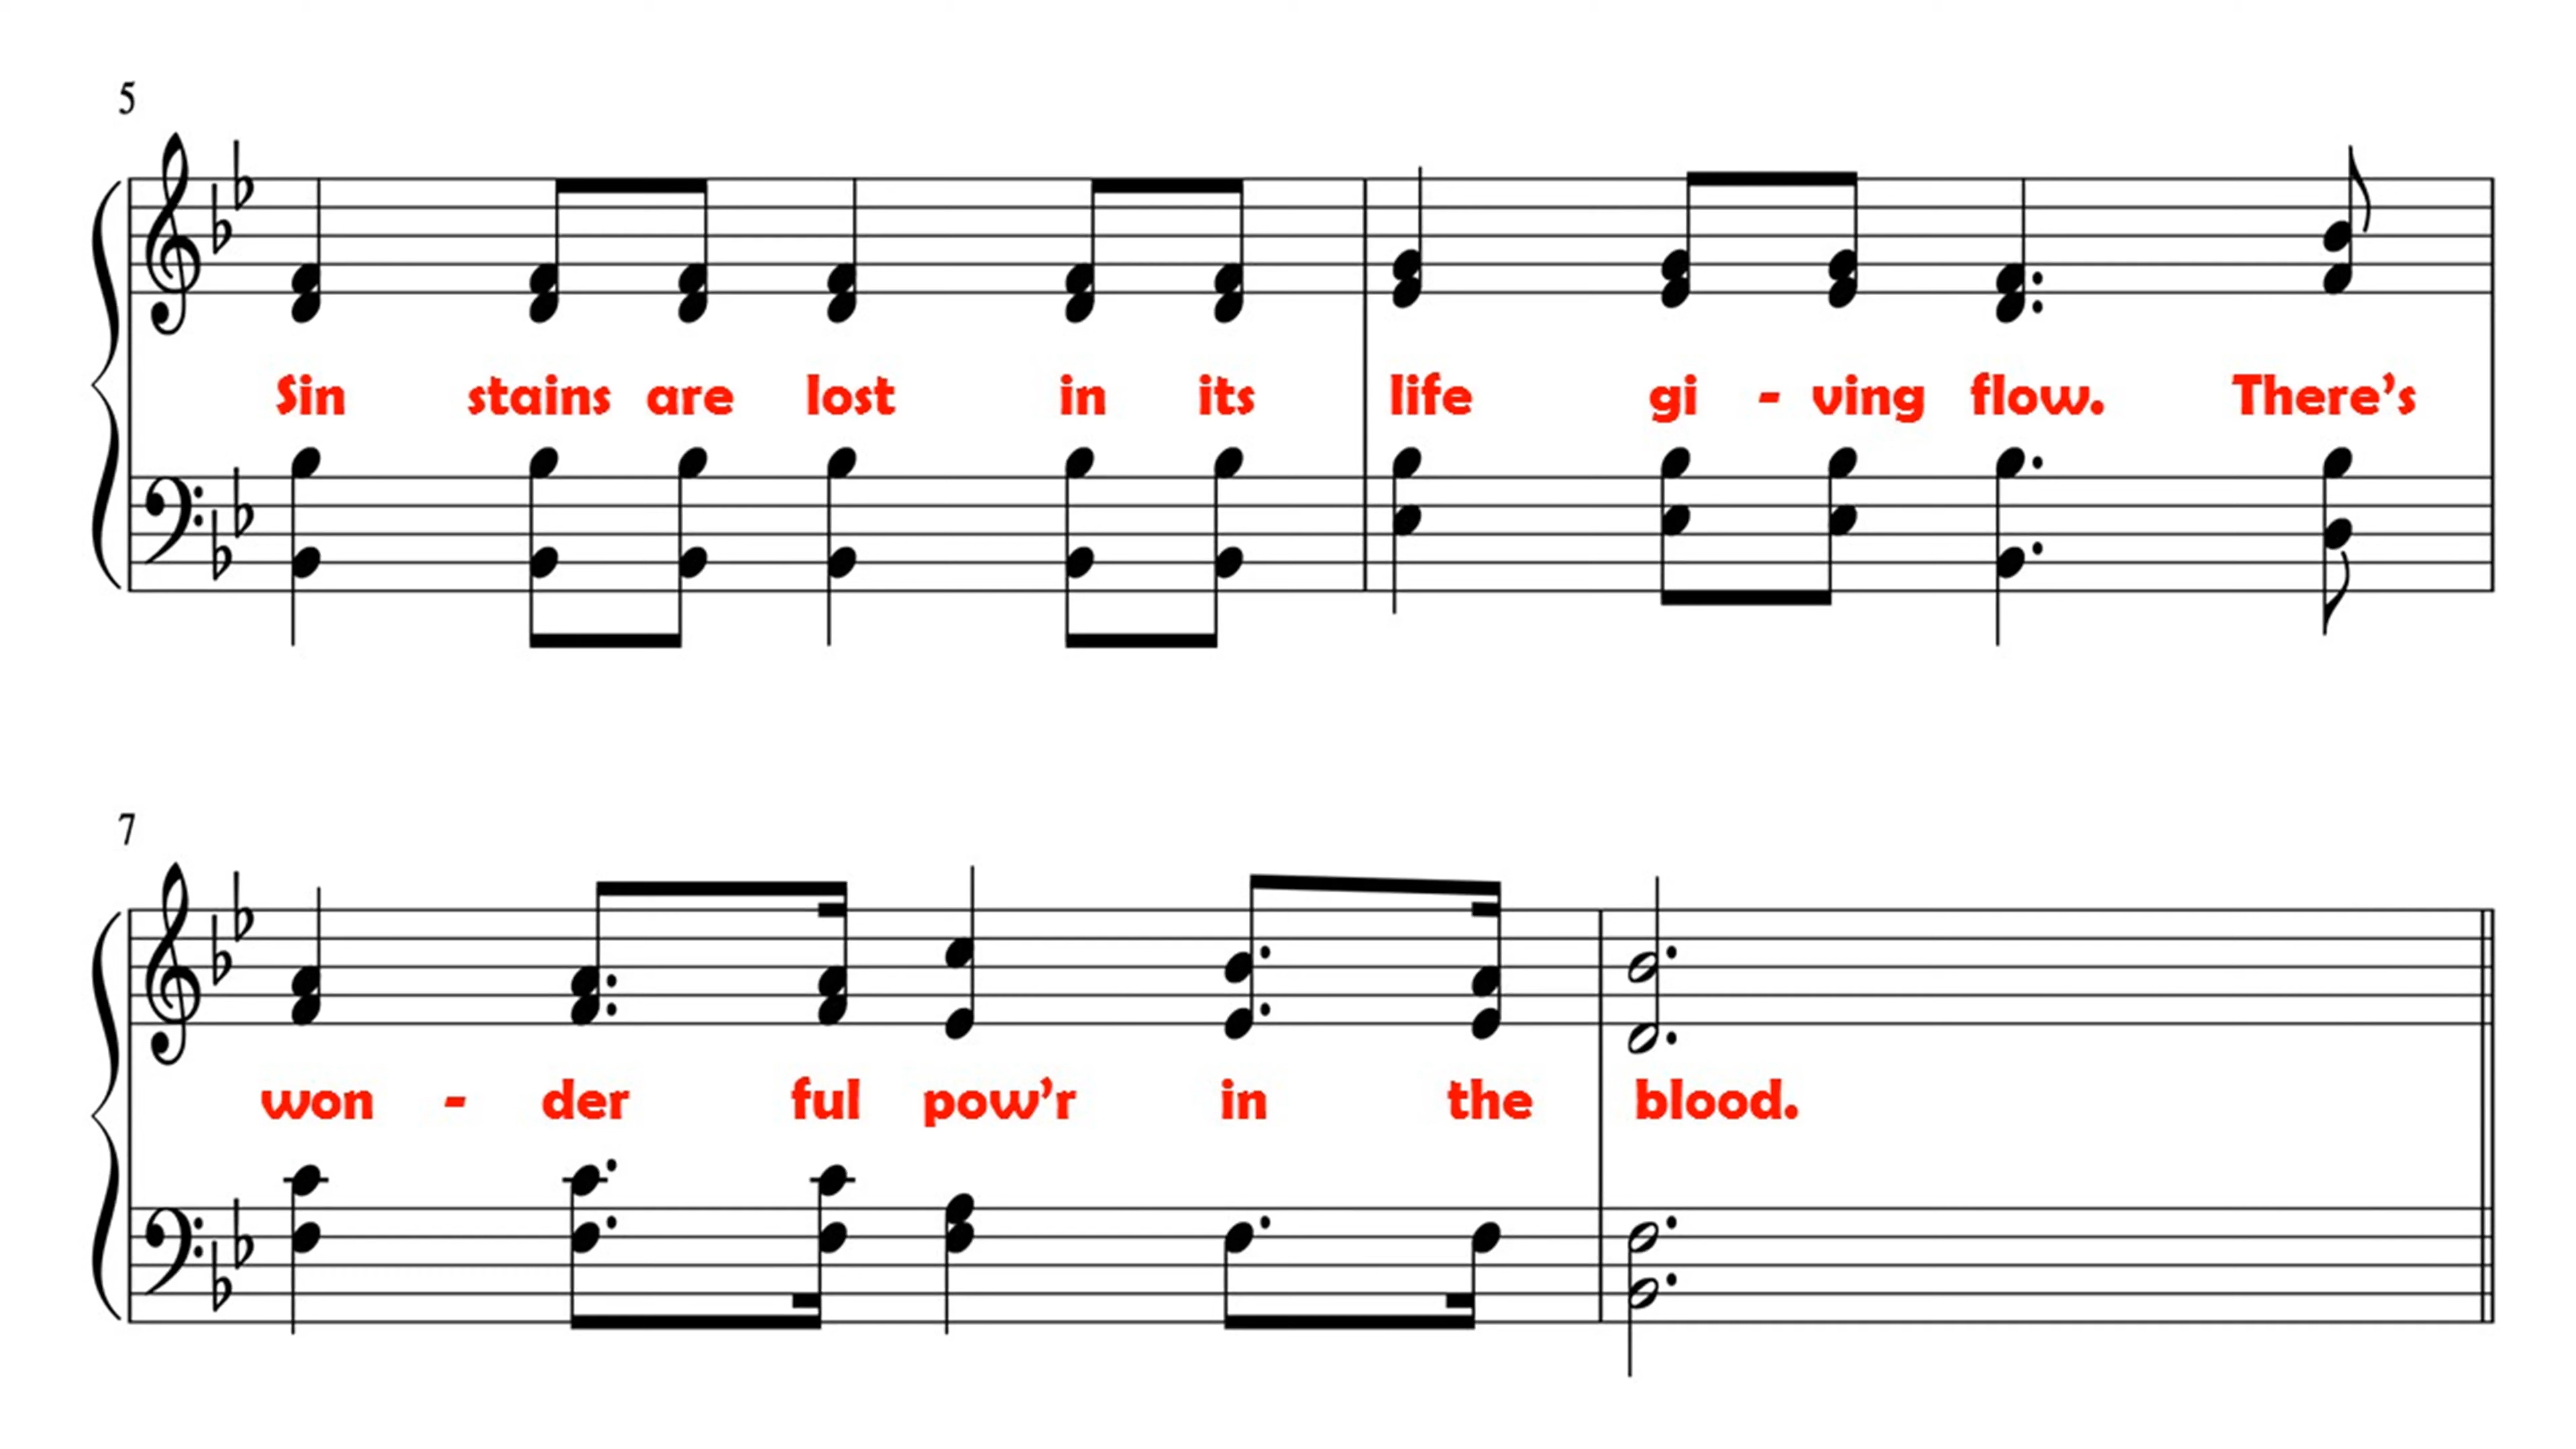 5
Sin stains are lost in its life gi - ving flow. There's
7
won - der ful pow'r in the blood.